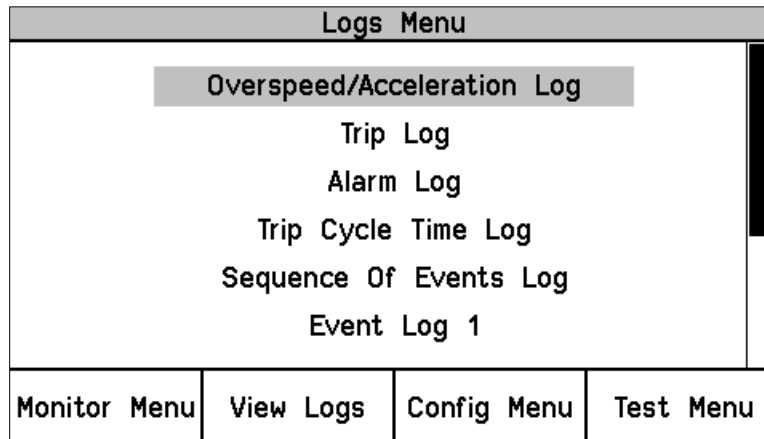 Logs Menu
Overspeed/Acceleration Log
Trip Log
Alarm Log
Trip Cycle Time Log
Sequence Of Events Log
Event Log 1
Monitor Menu View Logs Config Menu Test Menu